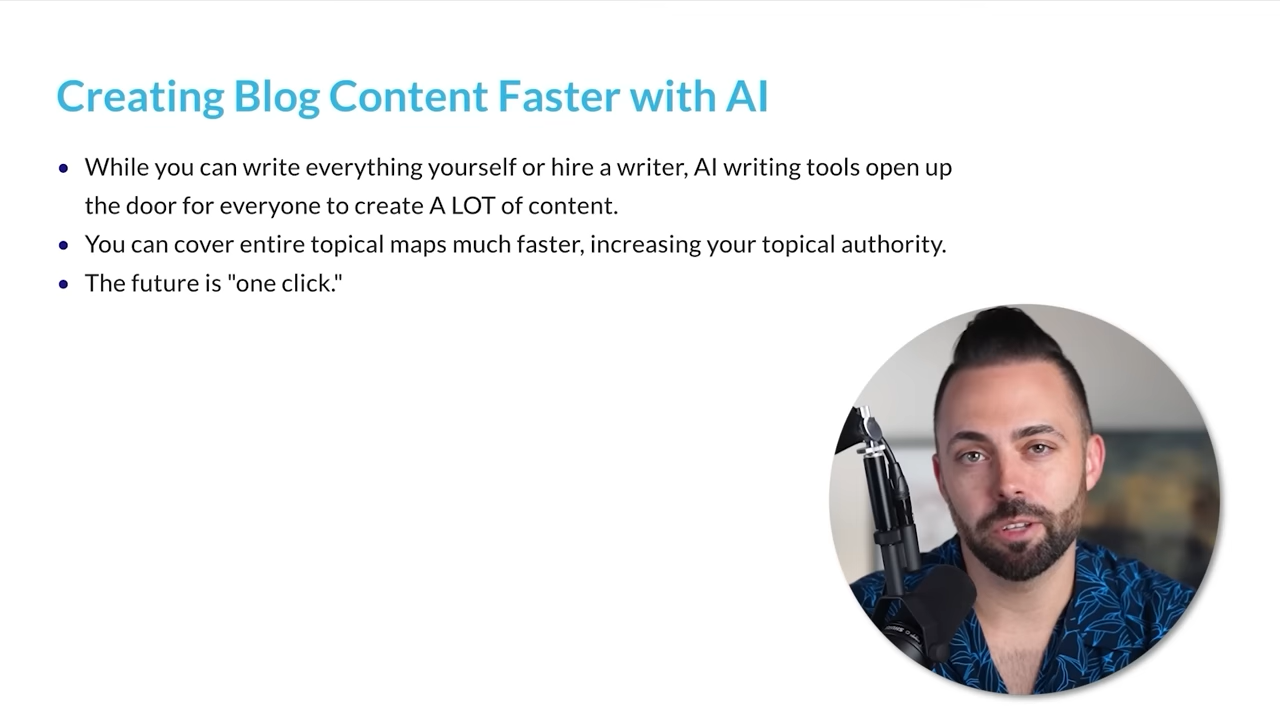 Creating Blog Content Faster with AI
While you can write everything yourself or hire a writer, AI writing tools open up
the door for everyone to create A LOT of content.
You can cover entire topical maps much faster, increasing your topical authority.
The future is "one click."